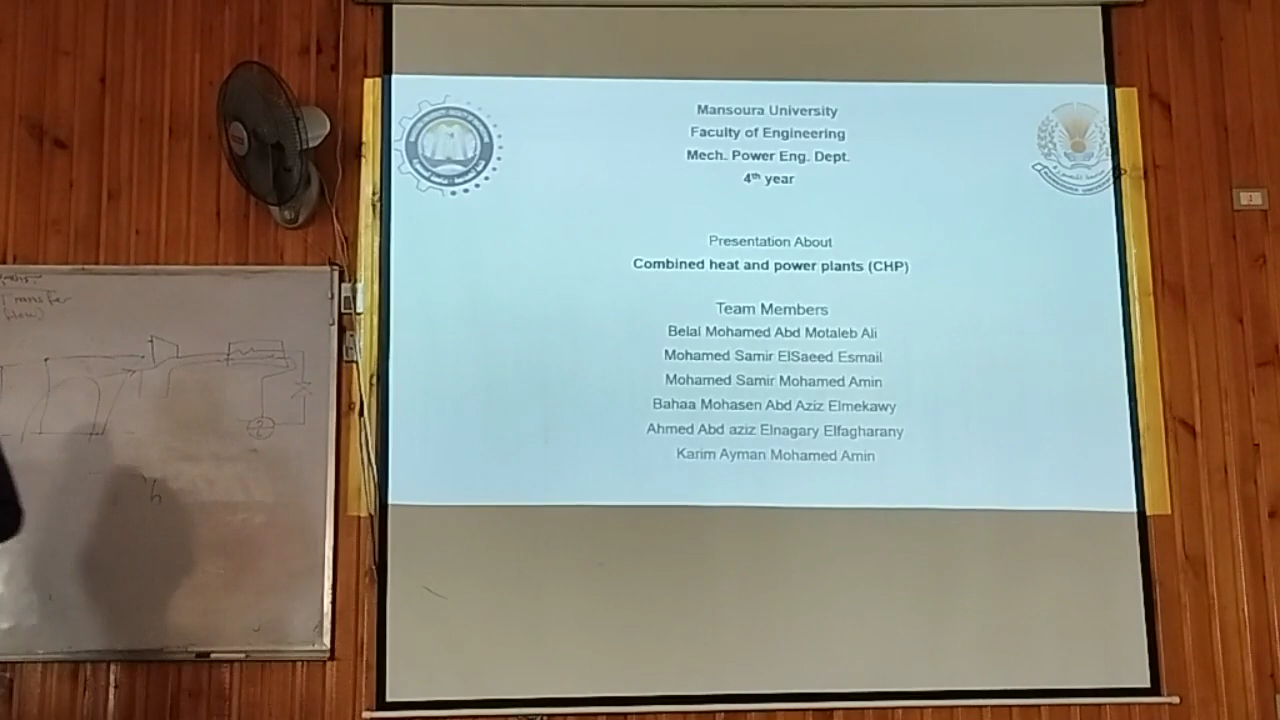 Mansoura University
Faculty of Engineering
Mech. Power Eng. Dept.
4th year
Presentation About
Combined heat and power plants (CHP)
Team Members
Belal Mohamed Abd Motaleb Ali
Mohamed Samir ElSaeed Esmail
Mohamed Samir Mohamed Amin
Bahaa Mohasen Abd Aziz Elmekawy
Ahmed Abd aziz Elnagary Elfagharany
Karim Ayman Mohamed Amin
Transfer
h